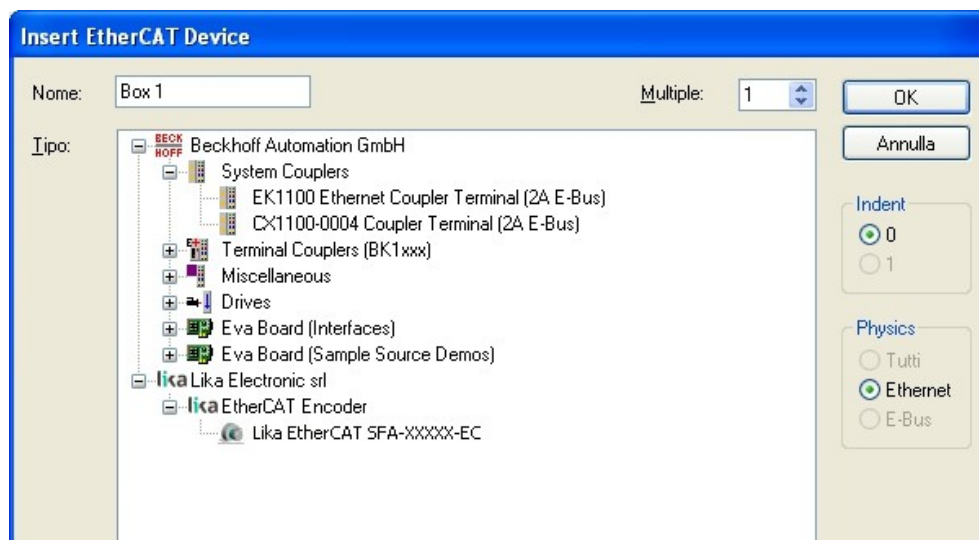 Insert EtherCAT Device
Nome: Box 1 Multiple: 1 OK
Annulla
Tipo:
BECKHOFF Beckhoff Automation GmbH
System Couplers
EK1100 Ethernet Coupler Terminal (2A E-Bus)
CX1100-0004 Coupler Terminal (2A E-Bus)
Terminal Couplers (BK1xxx)
Miscellaneous
Drives
Eva Board (Interfaces)
Eva Board (Sample Source Demos)
lika Lika Electronic srl
lika EtherCAT Encoder
Lika EtherCAT SFA-XXXXX-EC
Indent
0
1
Physics
Tutti
Ethernet
E-Bus